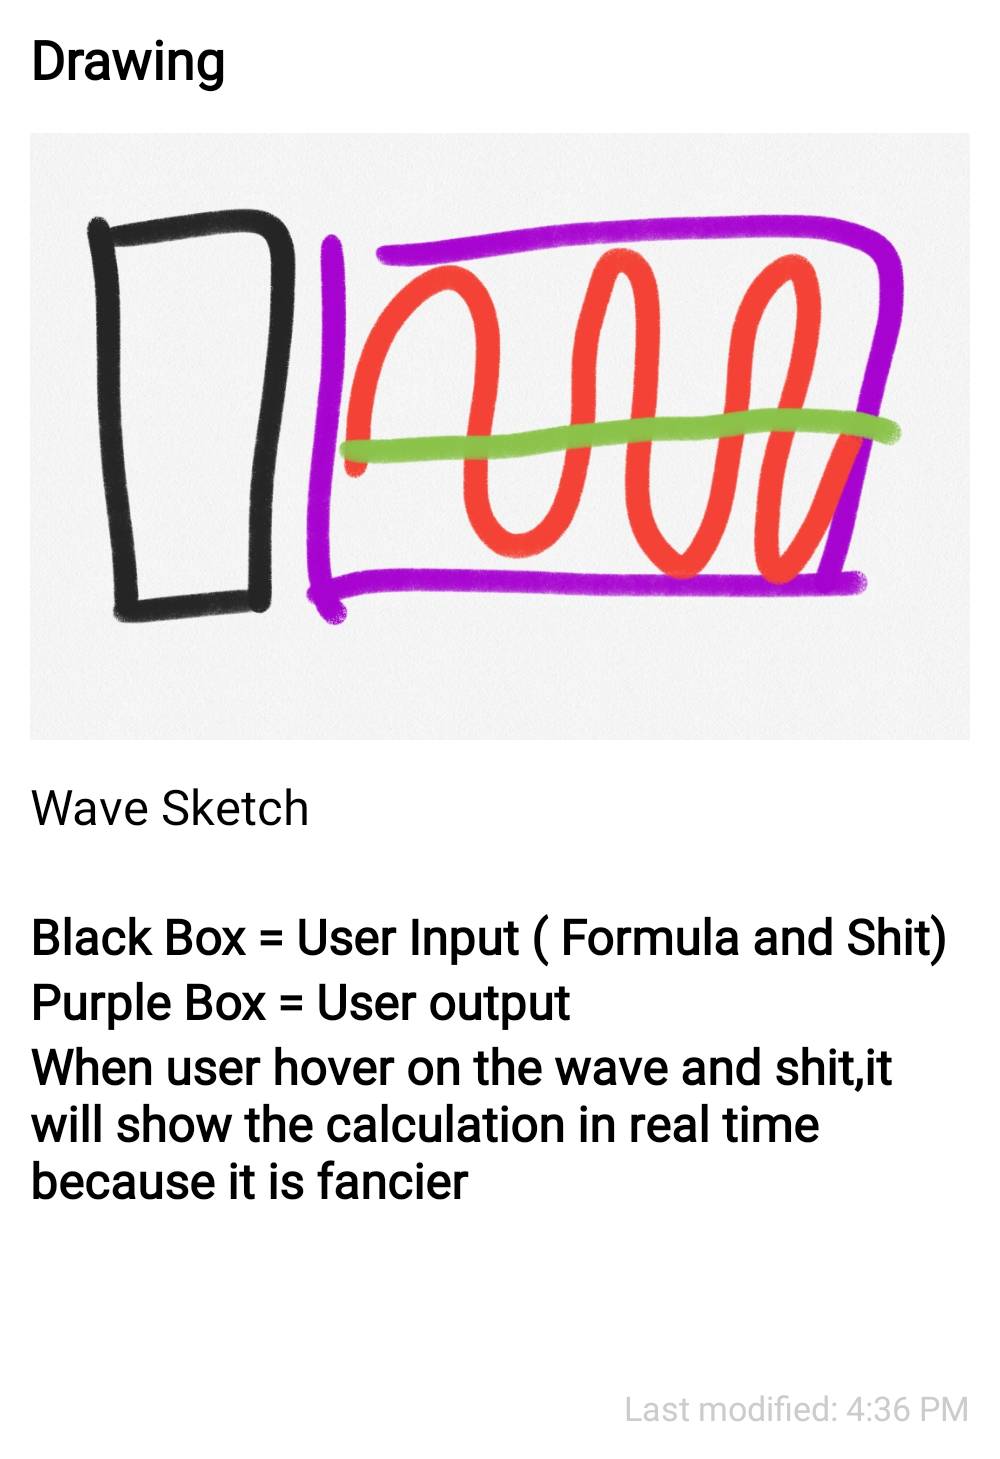 Drawing
Wave Sketch
Black Box = User Input ( Formula and Shit)
Purple Box = User output
When user hover on the wave and shit,it
will show the calculation in real time
because it is fancier
Last modified: 4:36 PM